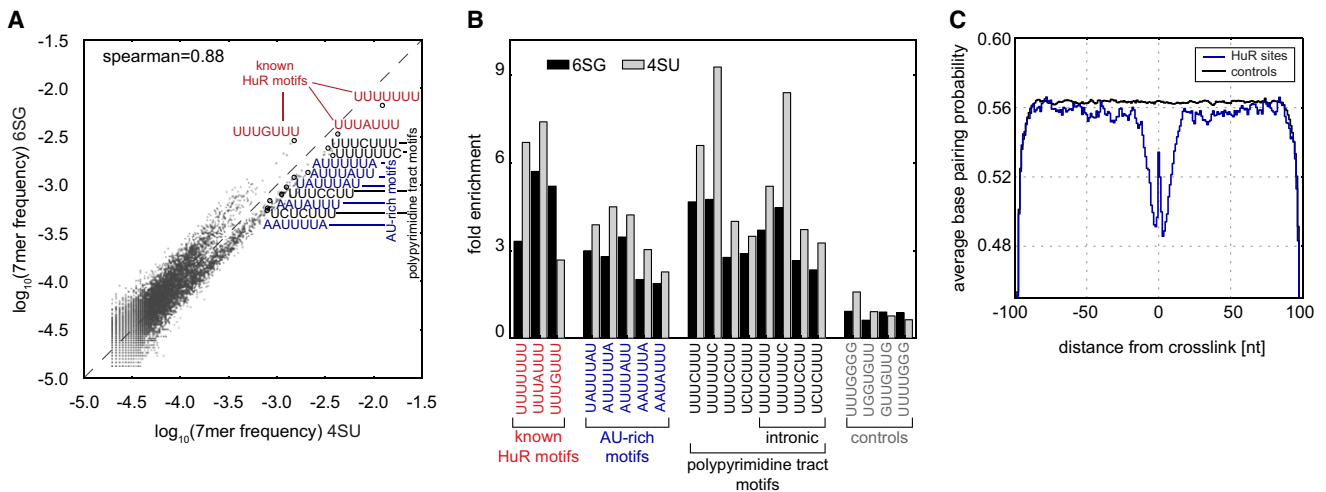 A
spearman=0.88
known
HuR motifs
UUUUUUU
UUUGUUU
UUUAUUU
UUUCUUU
UUUUUUC
AUUUUUA
AUUUAUU
UAUUUAU
UUUCCUU
AAUAUUU
UCUCUUU
AAUUUUA
AU-rich motifs
polypyrimidine tract motifs
-1.5
-2.0
-2.5
-3.0
-3.5
-4.0
-4.5
-5.0
log10(7mer frequency) 6SG
-5.0 -4.0 -3.5 -3.0 -2.5 -2.0 -1.5
log10(7mer frequency) 4SU
B
6SG 4SU
9
6
3
0
fold enrichment
UUUUUUU
UUUAUUU
UUUGUUU
UAUUUAU
AUUUUUA
AUUUAUU
AAUUUUA
AAUAUUU
UUUCUUU
UUUUUUC
UUUCCUU
UCUCUUU
UUUCUUU
UUUUUUC
UUUCCUU
UCUCUUU
UUUGGGG
UGGUGUU
GUUGUUG
UUUUGGG
known
HuR motifs
AU-rich
motifs
intronic
polypyrimidine tract
motifs
controls
C
HuR sites
controls
0.60
0.56
0.52
0.48
average base pairing probability
-100 -50 0 50 100
distance from crosslink [nt]